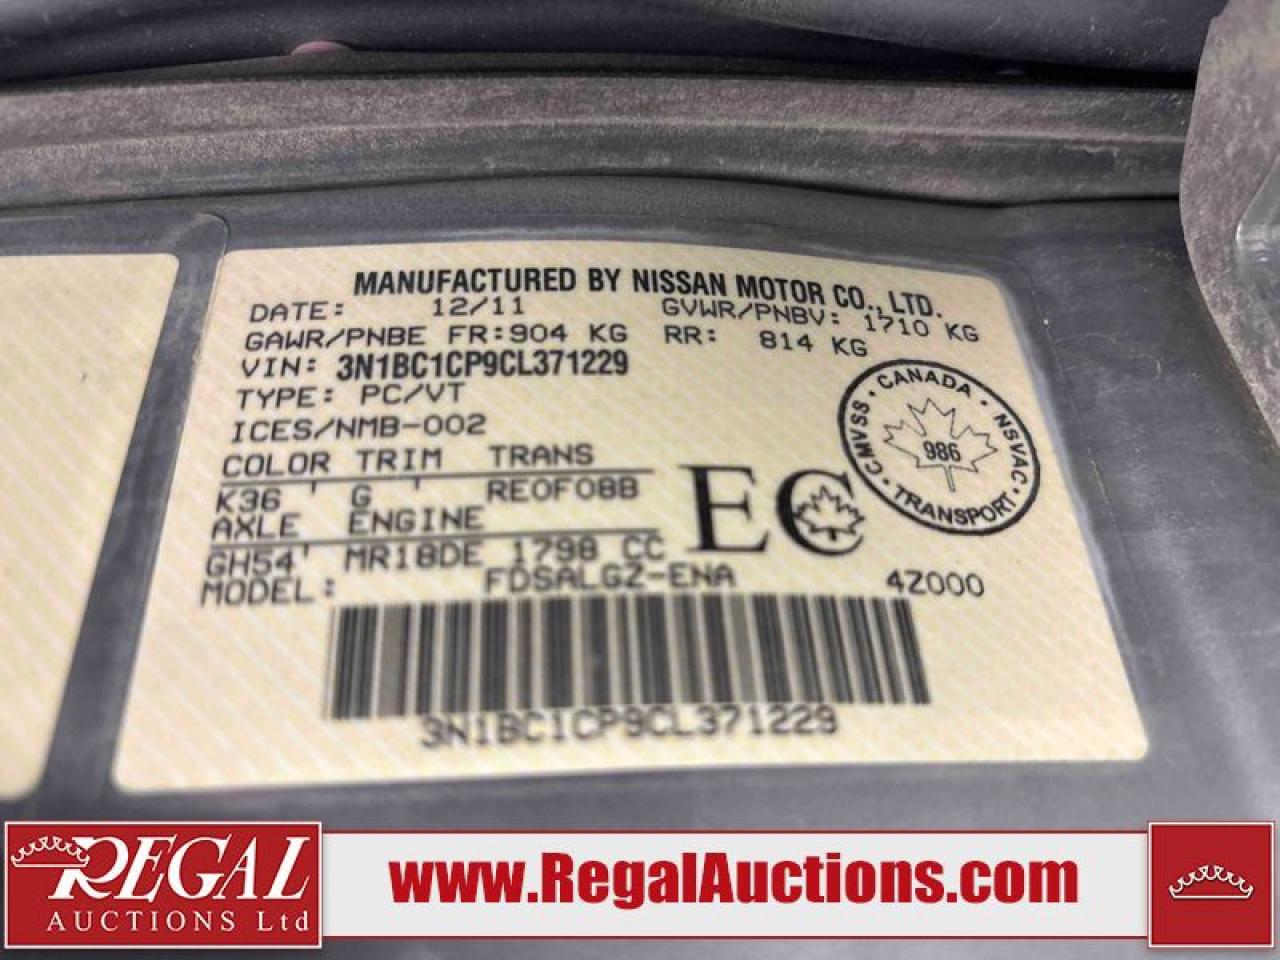 MANUFACTURED BY NISSAN MOTOR CO., LTD.
DATE: 12/11 GVWR/PNBV: 1710 KG
GAWR/PNBE FR: 904 KG RR: 814 KG
VIN: 3N1BC1CP9CL371229
TYPE: PC/VT
ICES/NMB-002
COLOR TRIM TRANS
K36 ' G ' RE0F08B
AXLE ENGINE
GH54' MR18DE 1798 CC
MODEL: FDSALGZ-ENA 4Z000
EC
CANADA · NSVAC · TRANSPORT · CMVSS ·
986
3N1BC1CP9CL371229
REGAL
AUCTIONS Ltd
www.RegalAuctions.com